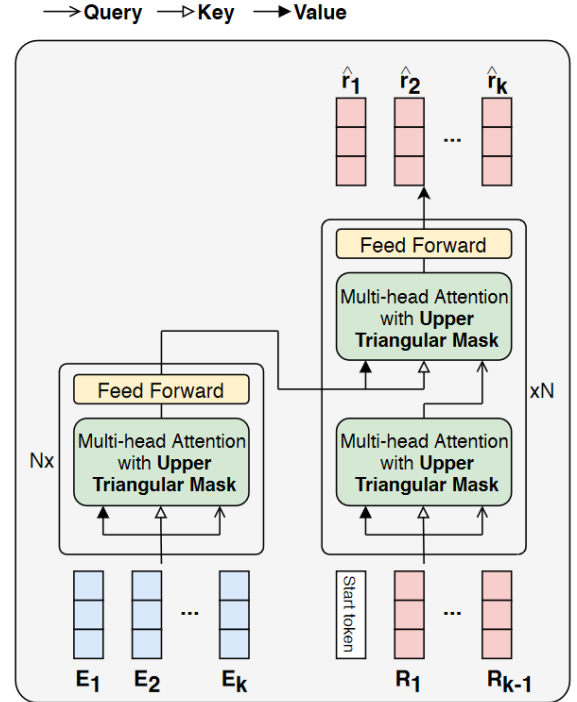 Query Key Value
r̂1 r̂2 ... r̂k
Feed Forward
Multi-head Attention
with Upper
Triangular Mask
xN
Feed Forward
Multi-head Attention
with Upper
Triangular Mask
Nx
Multi-head Attention
with Upper
Triangular Mask
... Start token ...
E1 E2 Ek R1 Rk-1